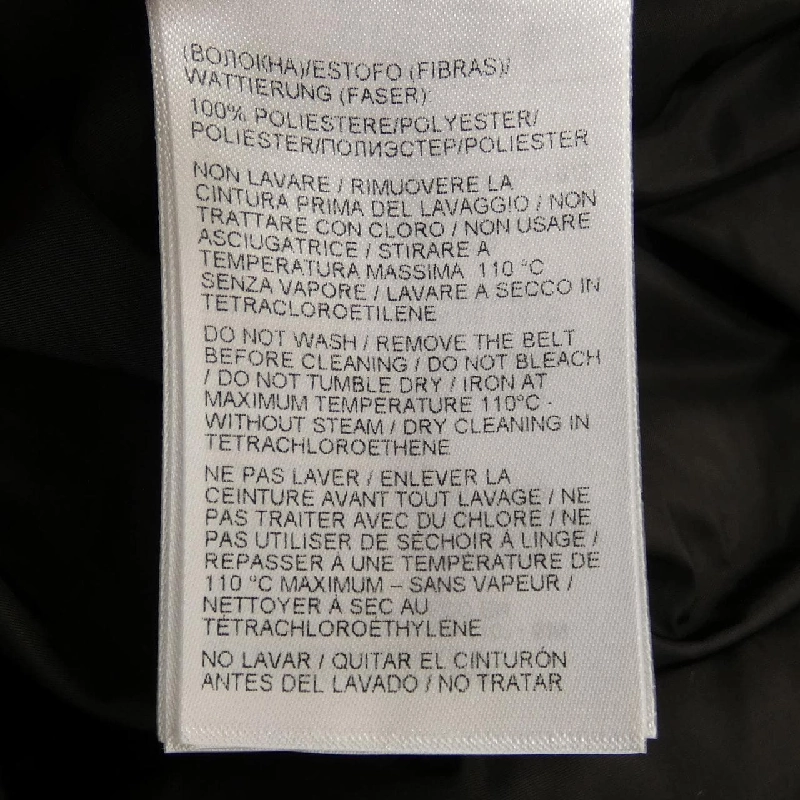 (ВОЛОКНА)/ESTOFO (FIBRAS)/
WATTIERUNG (FASER)
100% POLIESTERE/POLYESTER/
POLIESTER/ПОЛИЭСТЕР/POLIESTER
NON LAVARE / RIMUOVERE LA
CINTURA PRIMA DEL LAVAGGIO / NON
TRATTARE CON CLORO / NON USARE
ASCIUGATRICE / STIRARE A
TEMPERATURA MASSIMA 110 °C
SENZA VAPORE / LAVARE A SECCO IN
TETRACLOROETILENE
DO NOT WASH / REMOVE THE BELT
BEFORE CLEANING / DO NOT BLEACH
/ DO NOT TUMBLE DRY / IRON AT
MAXIMUM TEMPERATURE 110°C -
WITHOUT STEAM / DRY CLEANING IN
TETRACHLOROETHENE
NE PAS LAVER / ENLEVER LA
CEINTURE AVANT TOUT LAVAGE / NE
PAS TRAITER AVEC DU CHLORE / NE
PAS UTILISER DE SÉCHOIR À LINGE /
REPASSER À UNE TEMPÉRATURE DE
110 °C MAXIMUM – SANS VAPEUR /
NETTOYER À SEC AU
TÉTRACHLOROÉTHYLÈNE
NO LAVAR / QUITAR EL CINTURÓN
ANTES DEL LAVADO / NO TRATAR